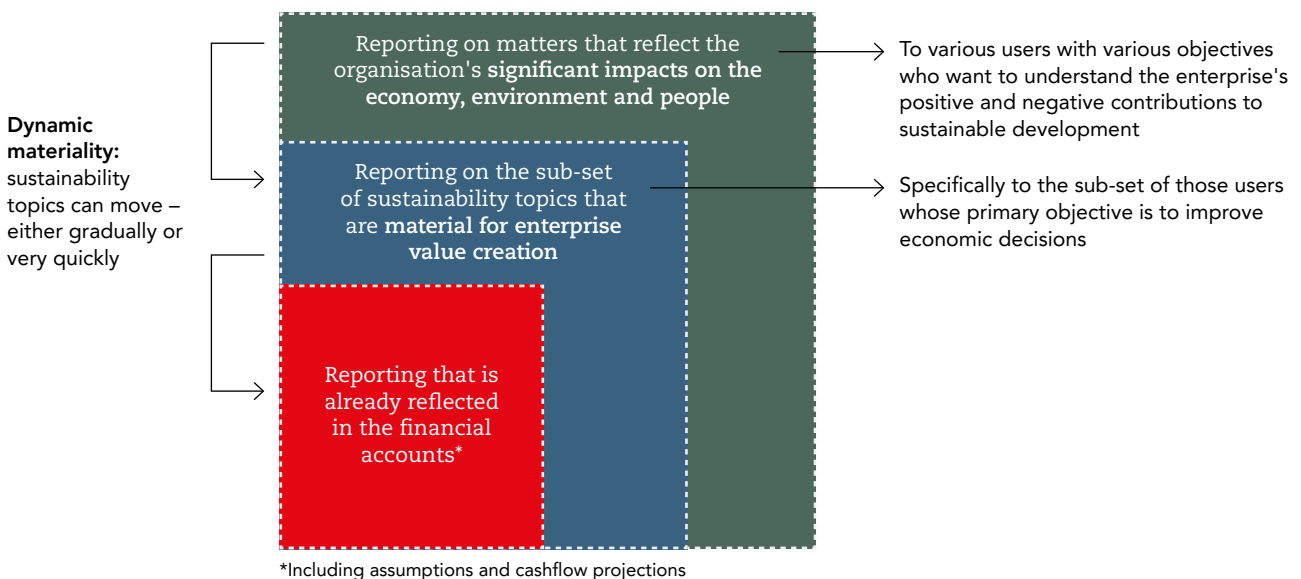 Dynamic
materiality:
sustainability
topics can move –
either gradually or
very quickly
Reporting on matters that reflect the
organisation's significant impacts on the
economy, environment and people
To various users with various objectives
who want to understand the enterprise's
positive and negative contributions to
sustainable development
Reporting on the sub-set
of sustainability topics that
are material for enterprise
value creation
Specifically to the sub-set of those users
whose primary objective is to improve
economic decisions
Reporting that is
already reflected
in the financial
accounts*
*Including assumptions and cashflow projections